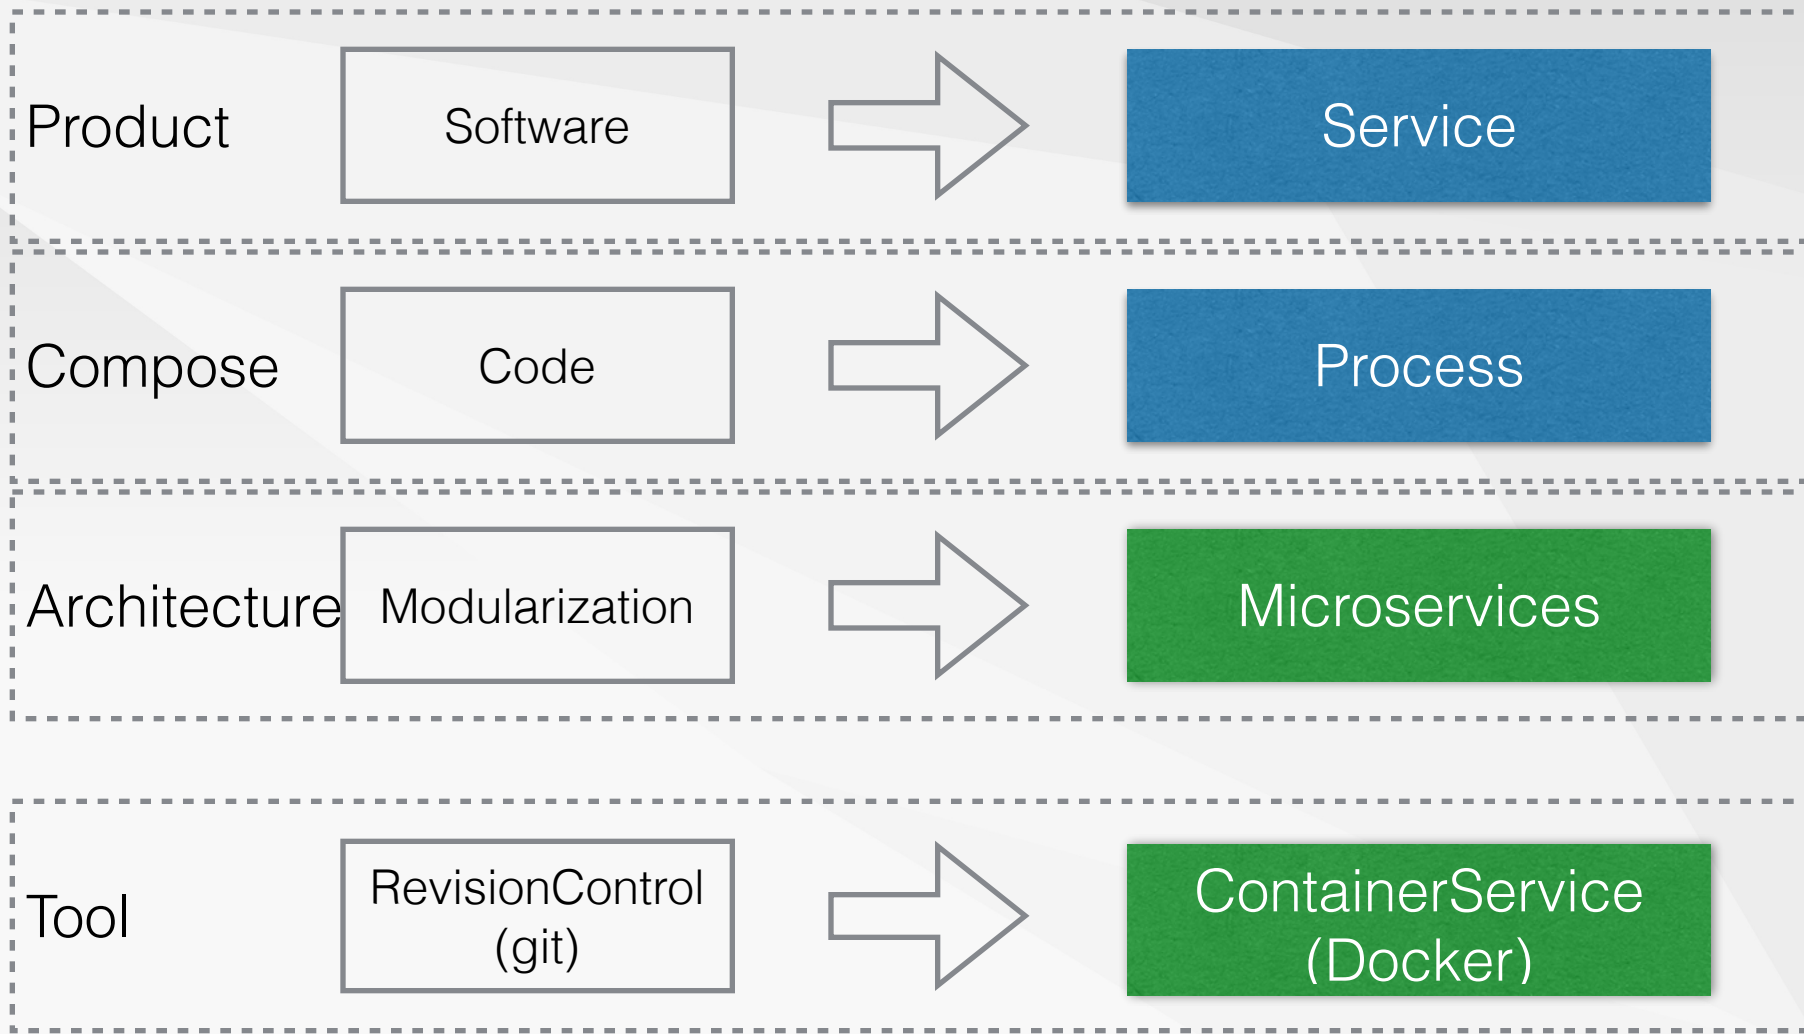 Product
Software
Service
Compose
Code
Process
Architecture
Modularization
Microservices
Tool
RevisionControl
(git)
ContainerService
(Docker)